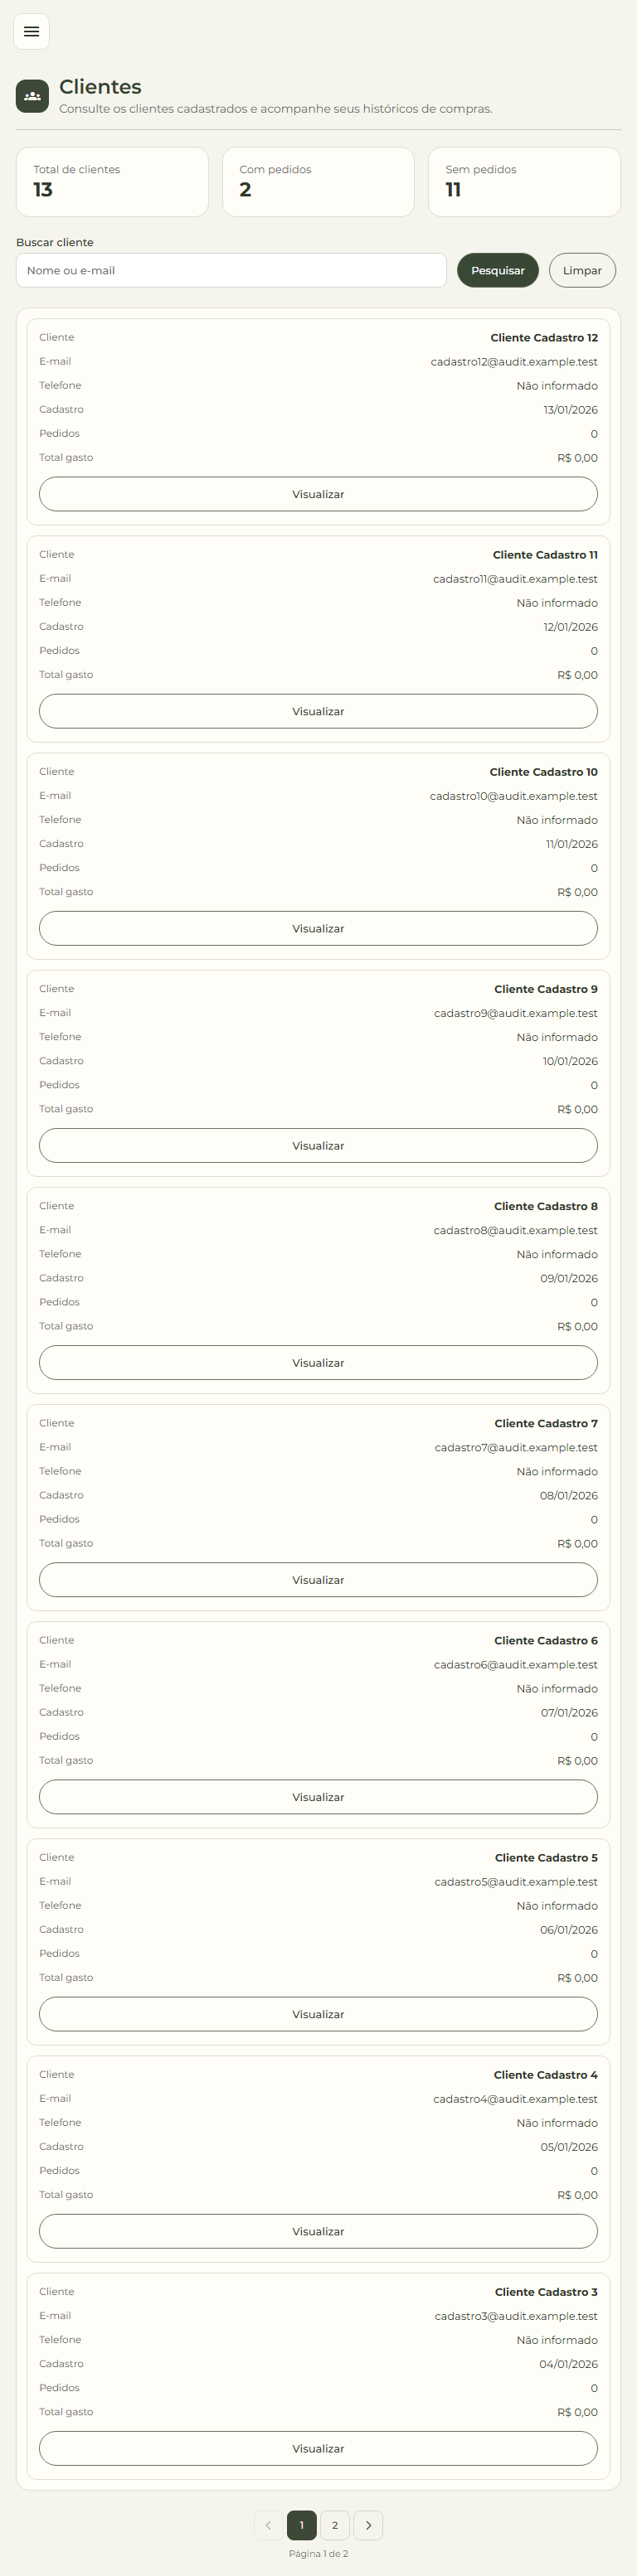 Clientes
Consulte os clientes cadastrados e acompanhe seus históricos de compras.
Total de clientes
13
Com pedidos
2
Sem pedidos
11
Buscar cliente
Nome ou e-mail
Pesquisar
Limpar
Cliente Cliente Cadastro 12
E-mail cadastro12@audit.example.test
Telefone Não informado
Cadastro 13/01/2026
Pedidos 0
Total gasto R$ 0,00
Visualizar
Cliente Cliente Cadastro 11
E-mail cadastro11@audit.example.test
Telefone Não informado
Cadastro 12/01/2026
Pedidos 0
Total gasto R$ 0,00
Visualizar
Cliente Cliente Cadastro 10
E-mail cadastro10@audit.example.test
Telefone Não informado
Cadastro 11/01/2026
Pedidos 0
Total gasto R$ 0,00
Visualizar
Cliente Cliente Cadastro 9
E-mail cadastro9@audit.example.test
Telefone Não informado
Cadastro 10/01/2026
Pedidos 0
Total gasto R$ 0,00
Visualizar
Cliente Cliente Cadastro 8
E-mail cadastro8@audit.example.test
Telefone Não informado
Cadastro 09/01/2026
Pedidos 0
Total gasto R$ 0,00
Visualizar
Cliente Cliente Cadastro 7
E-mail cadastro7@audit.example.test
Telefone Não informado
Cadastro 08/01/2026
Pedidos 0
Total gasto R$ 0,00
Visualizar
Cliente Cliente Cadastro 6
E-mail cadastro6@audit.example.test
Telefone Não informado
Cadastro 07/01/2026
Pedidos 0
Total gasto R$ 0,00
Visualizar
Cliente Cliente Cadastro 5
E-mail cadastro5@audit.example.test
Telefone Não informado
Cadastro 06/01/2026
Pedidos 0
Total gasto R$ 0,00
Visualizar
Cliente Cliente Cadastro 4
E-mail cadastro4@audit.example.test
Telefone Não informado
Cadastro 05/01/2026
Pedidos 0
Total gasto R$ 0,00
Visualizar
Cliente Cliente Cadastro 3
E-mail cadastro3@audit.example.test
Telefone Não informado
Cadastro 04/01/2026
Pedidos 0
Total gasto R$ 0,00
Visualizar
1 2
Página 1 de 2